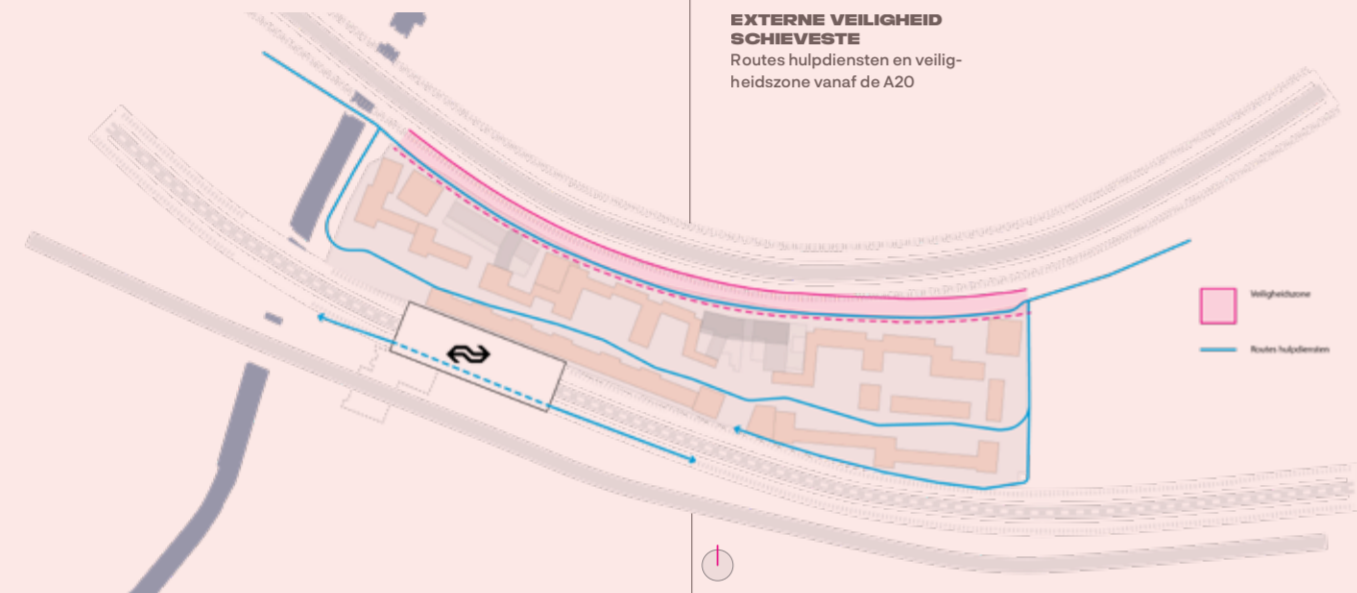 EXTERNE VEILIGHEID
SCHIEVESTE
Routes hulpdiensten en veilig-
heidszone vanaf de A20
Veiligheidszone
Routes hulpdiensten